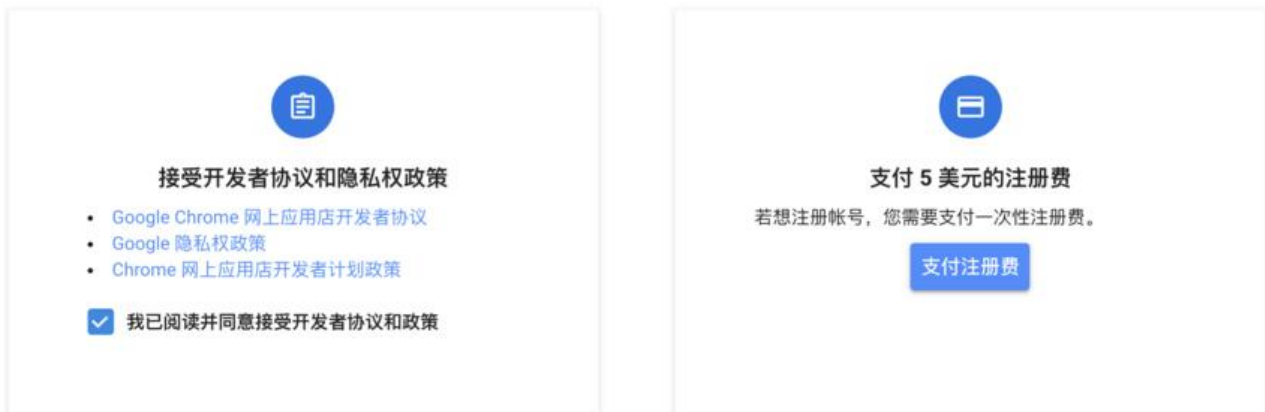 接受开发者协议和隐私权政策
Google Chrome 网上应用店开发者协议
Google 隐私权政策
Chrome 网上应用店开发者计划政策
我已阅读并同意接受开发者协议和政策
支付 5 美元的注册费
若想注册帐号，您需要支付一次性注册费。
支付注册费